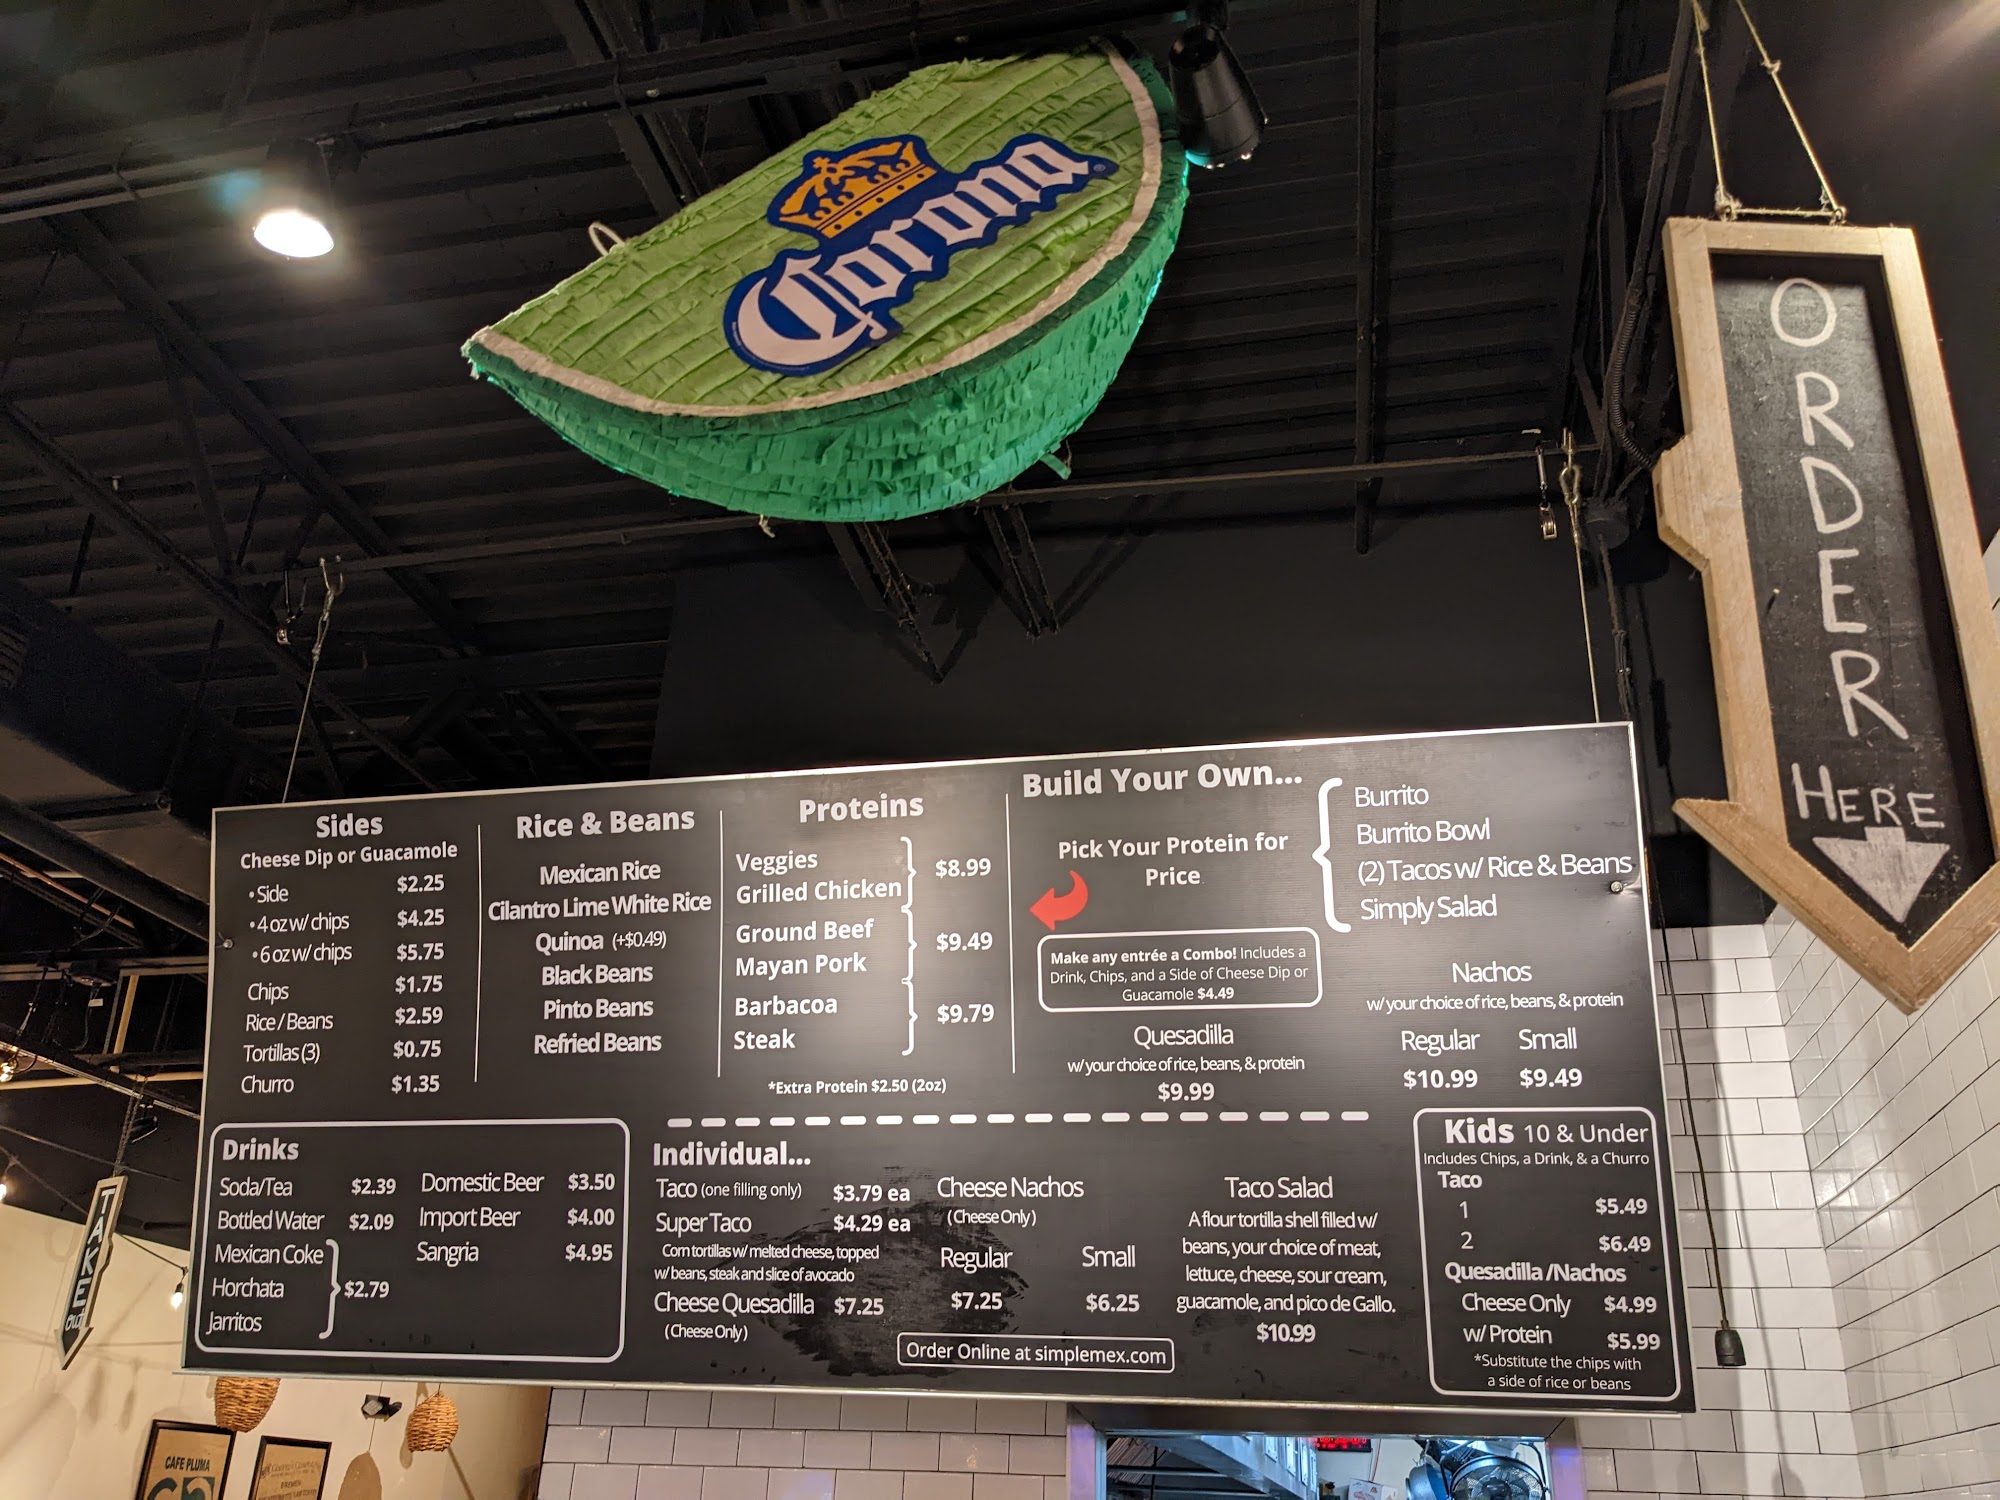 Corona
ORDER
HERE
Sides
Cheese Dip or Guacamole
• Side $2.25
• 4 oz w/ chips $4.25
• 6 oz w/ chips $5.75
Chips $1.75
Rice / Beans $2.59
Tortillas (3) $0.75
Churro $1.35
Rice & Beans
Mexican Rice
Cilantro Lime White Rice
Quinoa (+$0.49)
Black Beans
Pinto Beans
Refried Beans
Proteins
Veggies
Grilled Chicken
$8.99
Ground Beef
Mayan Pork
$9.49
Barbacoa
Steak
$9.79
*Extra Protein $2.50 (2oz)
Build Your Own...
Pick Your Protein for
Price
Burrito
Burrito Bowl
(2) Tacos w/ Rice & Beans
Simply Salad
Make any entrée a Combo! Includes a
Drink, Chips, and a Side of Cheese Dip or
Guacamole $4.49
Quesadilla
w/ your choice of rice, beans, & protein
$9.99
Nachos
w/ your choice of rice, beans, & protein
Regular Small
$10.99 $9.49
Drinks
Soda/Tea $2.39
Bottled Water $2.09
Mexican Coke
Horchata
Jarritos
$2.79
Domestic Beer $3.50
Import Beer $4.00
Sangria $4.95
Individual...
Taco (one filling only) $3.79 ea
Super Taco $4.29 ea
Corn tortillas w/ melted cheese, topped
w/ beans, steak and slice of avocado
Cheese Quesadilla $7.25
(Cheese Only)
Cheese Nachos
(Cheese Only)
Regular Small
$7.25 $6.25
Taco Salad
A flour tortilla shell filled w/
beans, your choice of meat,
lettuce, cheese, sour cream,
guacamole, and pico de Gallo.
$10.99
Order Online at simplemex.com
Kids 10 & Under
Includes Chips, a Drink, & a Churro
Taco
1 $5.49
2 $6.49
Quesadilla /Nachos
Cheese Only $4.99
w/ Protein $5.99
*Substitute the chips with
a side of rice or beans
TAKE
OUT
CAFE PLUMA